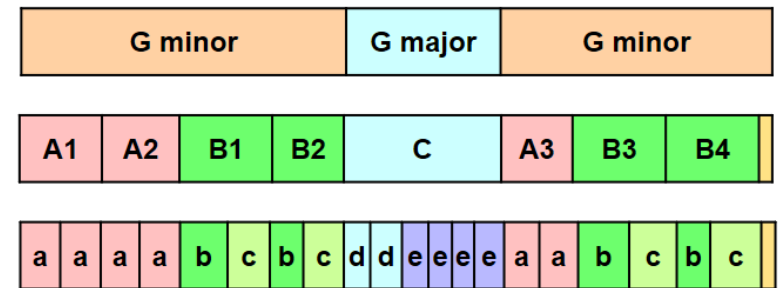 G minor G major G minor
A1 A2 B1 B2 C A3 B3 B4
a a a a b c b c d d e e e e a a b c b c